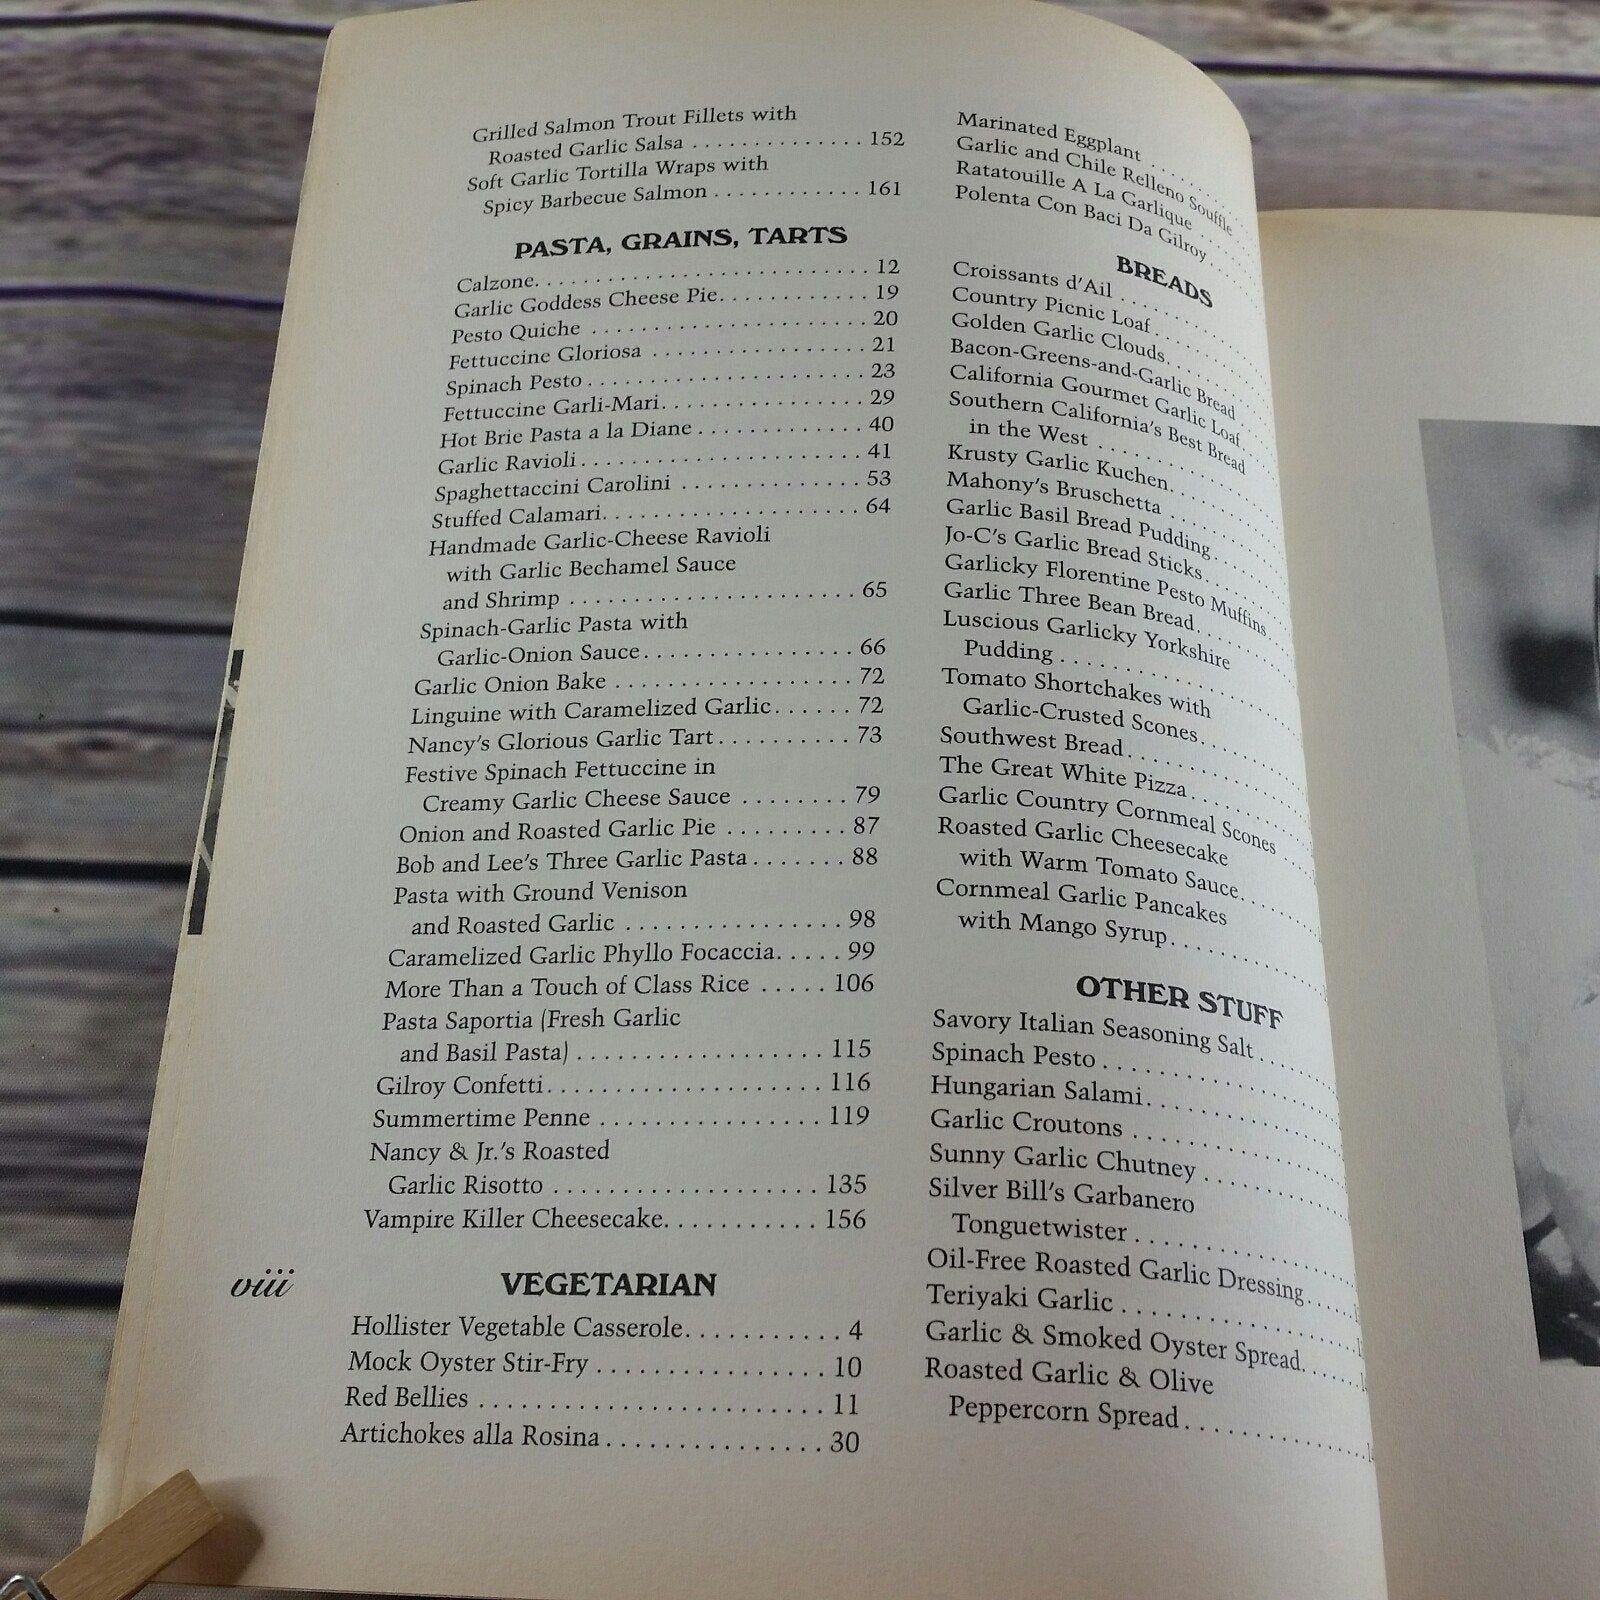 Grilled Salmon Trout Fillets with
Roasted Garlic Salsa . . . . . . . . . . . . . . 152
Soft Garlic Tortilla Wraps with
Spicy Barbecue Salmon . . . . . . . . . . . . 161
PASTA, GRAINS, TARTS
Calzone. . . . . . . . . . . . . . . . . . . . . . . . . . 12
Garlic Goddess Cheese Pie. . . . . . . . . . . . 19
Pesto Quiche . . . . . . . . . . . . . . . . . . . . . . 20
Fettuccine Gloriosa . . . . . . . . . . . . . . . . . 21
Spinach Pesto . . . . . . . . . . . . . . . . . . . . . . 23
Fettuccine Garli-Mari. . . . . . . . . . . . . . . . 29
Hot Brie Pasta a la Diane . . . . . . . . . . . . . 40
Garlic Ravioli . . . . . . . . . . . . . . . . . . . . . . 41
Spaghettaccini Carolini . . . . . . . . . . . . . . 53
Stuffed Calamari. . . . . . . . . . . . . . . . . . . . 64
Handmade Garlic-Cheese Ravioli
with Garlic Bechamel Sauce
and Shrimp . . . . . . . . . . . . . . . . . . . . . . 65
Spinach-Garlic Pasta with
Garlic-Onion Sauce. . . . . . . . . . . . . . . . . 66
Garlic Onion Bake . . . . . . . . . . . . . . . . . . . 72
Linguine with Caramelized Garlic. . . . . . 72
Nancy's Glorious Garlic Tart . . . . . . . . . . 73
Festive Spinach Fettuccine in
Creamy Garlic Cheese Sauce . . . . . . . . 79
Onion and Roasted Garlic Pie . . . . . . . . . 87
Bob and Lee's Three Garlic Pasta . . . . . . . 88
Pasta with Ground Venison
and Roasted Garlic . . . . . . . . . . . . . . . . . 98
Caramelized Garlic Phyllo Focaccia. . . . . 99
More Than a Touch of Class Rice . . . . . 106
Pasta Saportia (Fresh Garlic
and Basil Pasta) . . . . . . . . . . . . . . . . . . . 115
Gilroy Confetti. . . . . . . . . . . . . . . . . . . . . 116
Summertime Penne . . . . . . . . . . . . . . . . 119
Nancy & Jr.'s Roasted
Garlic Risotto . . . . . . . . . . . . . . . . . . . . 135
Vampire Killer Cheesecake. . . . . . . . . . . 156
viii
VEGETARIAN
Hollister Vegetable Casserole. . . . . . . . . . . 4
Mock Oyster Stir-Fry . . . . . . . . . . . . . . . . . 10
Red Bellies . . . . . . . . . . . . . . . . . . . . . . . . . 11
Artichokes alla Rosina . . . . . . . . . . . . . . . . 30
Marinated Eggplant . . . . . . . .
Garlic and Chile Relleno Souffle . .
Ratatouille A La Garlique . . . . .
Polenta Con Baci Da Gilroy . . . .
BREADS
Croissants d'Ail . . . . . . . . . . .
Country Picnic Loaf . . . . . . . . .
Golden Garlic Clouds. . . . . . . . .
Bacon-Greens-and-Garlic Bread
California Gourmet Garlic Loaf. . .
Southern California's Best Bread
in the West . . . . . . . . . . . . .
Krusty Garlic Kuchen. . . . . . . . .
Mahony's Bruschetta . . . . . . . . .
Garlic Basil Bread Pudding. . . . . .
Jo-C's Garlic Bread Sticks. . . . . . .
Garlicky Florentine Pesto Muffins. .
Garlic Three Bean Bread. . . . . . . .
Luscious Garlicky Yorkshire
Pudding . . . . . . . . . . . . . . . .
Tomato Shortchakes with
Garlic-Crusted Scones. . . . . . . . .
Southwest Bread. . . . . . . . . . . . .
The Great White Pizza . . . . . . . . .
Garlic Country Cornmeal Scones . . .
Roasted Garlic Cheesecake
with Warm Tomato Sauce. . . . . . .
Cornmeal Garlic Pancakes
with Mango Syrup. . . . . . . . . . .
OTHER STUFF
Savory Italian Seasoning Salt . . . . . .
Spinach Pesto . . . . . . . . . . . . . . .
Hungarian Salami. . . . . . . . . . . . .
Garlic Croutons . . . . . . . . . . . . . .
Sunny Garlic Chutney . . . . . . . . . .
Silver Bill's Garbanero
Tonguetwister . . . . . . . . . . . . . .
Oil-Free Roasted Garlic Dressing. . . . .
Teriyaki Garlic . . . . . . . . . . . . . . .
Garlic & Smoked Oyster Spread. . . . . .
Roasted Garlic & Olive
Peppercorn Spread . . . . . . . . . . . .